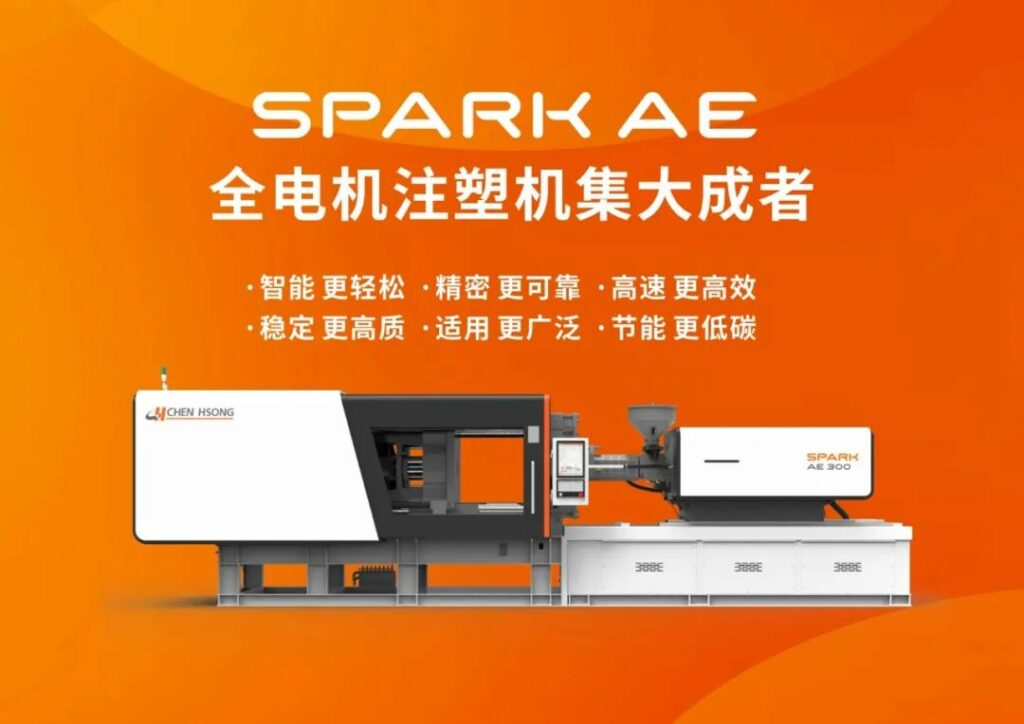 SPARK AE
全电机注塑机集大成者
·智能 更轻松 ·精密 更可靠 ·高速 更高效
·稳定 更高质 ·适用 更广泛 ·节能 更低碳
CHEN HSONG
SPARK
AE 300